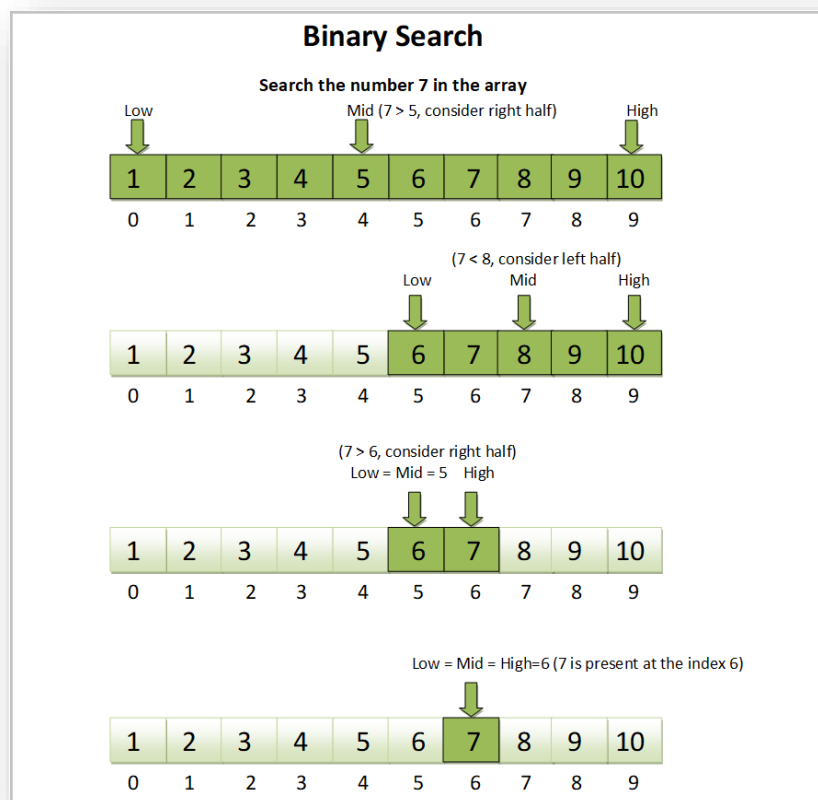 Binary Search
Search the number 7 in the array
Low Mid (7 > 5, consider right half) High
1 2 3 4 5 6 7 8 9 10
0 1 2 3 4 5 6 7 8 9
(7 < 8, consider left half)
Low Mid High
1 2 3 4 5 6 7 8 9 10
0 1 2 3 4 5 6 7 8 9
(7 > 6, consider right half)
Low = Mid = 5 High
1 2 3 4 5 6 7 8 9 10
0 1 2 3 4 5 6 7 8 9
Low = Mid = High=6 (7 is present at the index 6)
1 2 3 4 5 6 7 8 9 10
0 1 2 3 4 5 6 7 8 9